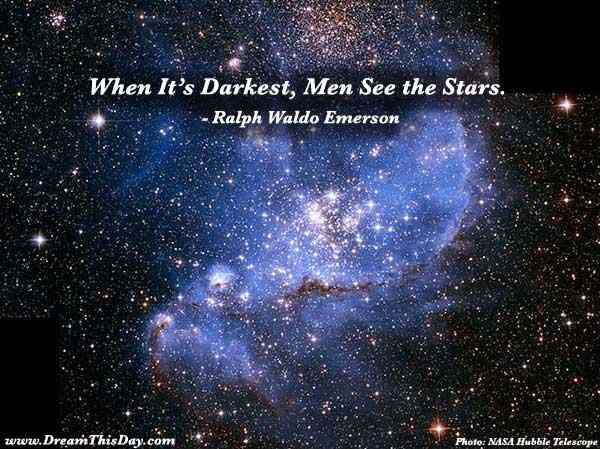 When It's Darkest, Men See the Stars.
- Ralph Waldo Emerson
www.DreamThisDay.com
Photo: NASA Hubble Telescope